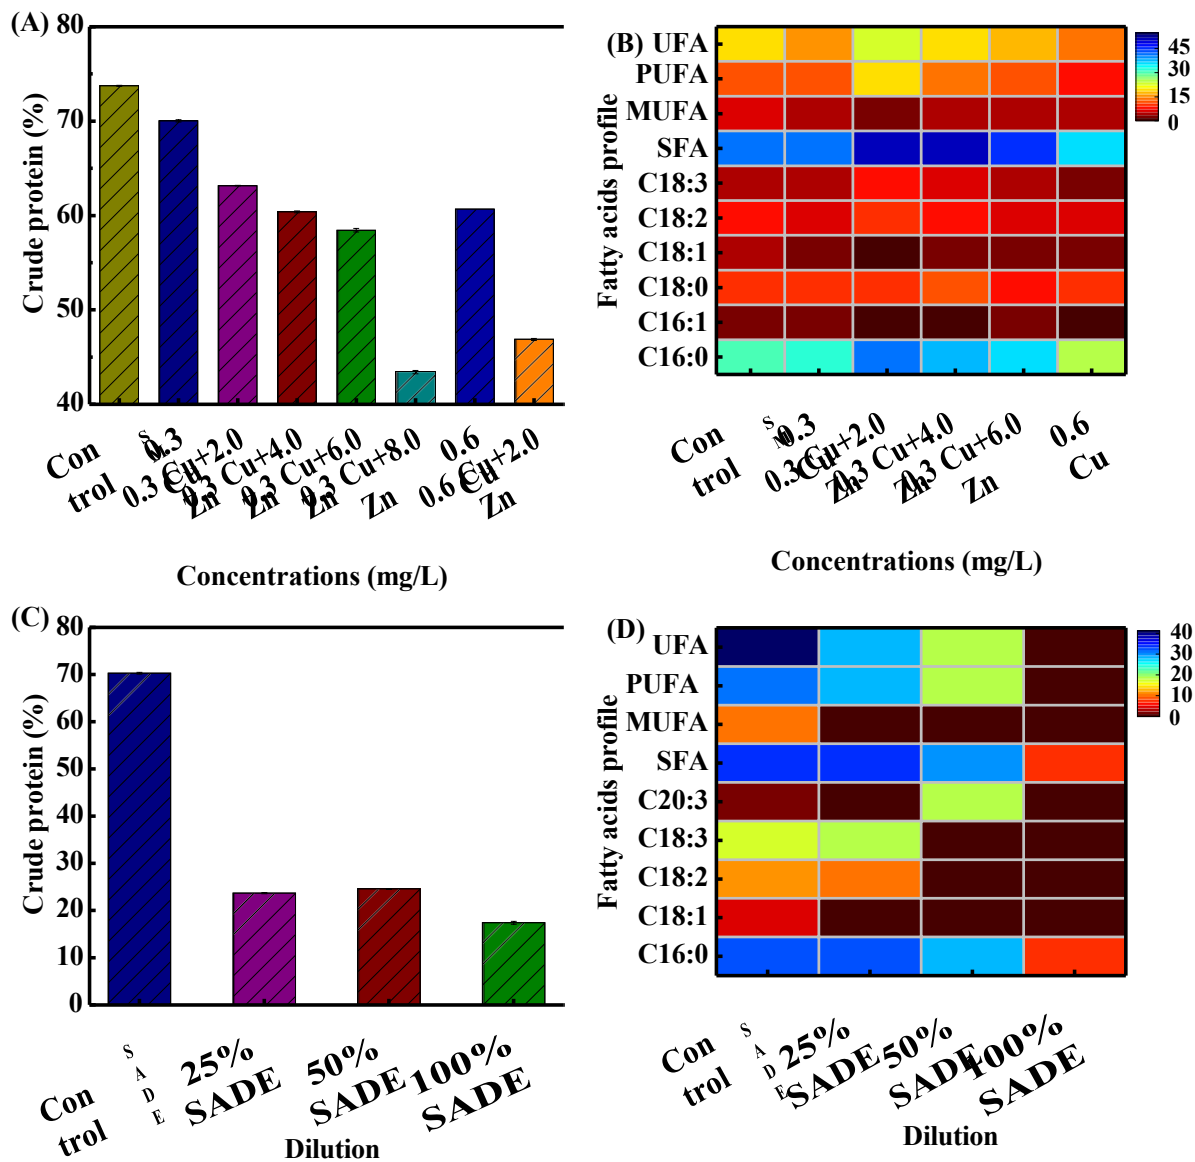 (A)
80
70
60
50
40
Crude protein (%)
Con
trol
0.3
Cu
0.3 Cu+2.0
Zn
0.3 Cu+4.0
Zn
0.3 Cu+6.0
Zn
0.3 Cu+8.0
Zn
0.6
Cu
0.6 Cu+2.0
Zn
Concentrations (mg/L)
(B)
UFA
PUFA
MUFA
SFA
C18:3
C18:2
C18:1
C18:0
C16:1
C16:0
Fatty acids profile
45
30
15
0
Con
trol
0.3
0.3 Cu+2.0
Zn
0.3 Cu+4.0
Zn
0.3 Cu+6.0
Zn
0.6
Cu
Concentrations (mg/L)
(C)
80
70
60
50
40
30
20
10
0
Crude protein (%)
Con
trol
SADE
25%
SADE
50%
SADE
100%
SADE
Dilution
(D)
UFA
PUFA
MUFA
SFA
C20:3
C18:3
C18:2
C18:1
C16:0
Fatty acids profile
40
30
20
10
0
Con
trol
SADE
25%
SADE
50%
SADE
100%
SADE
Dilution